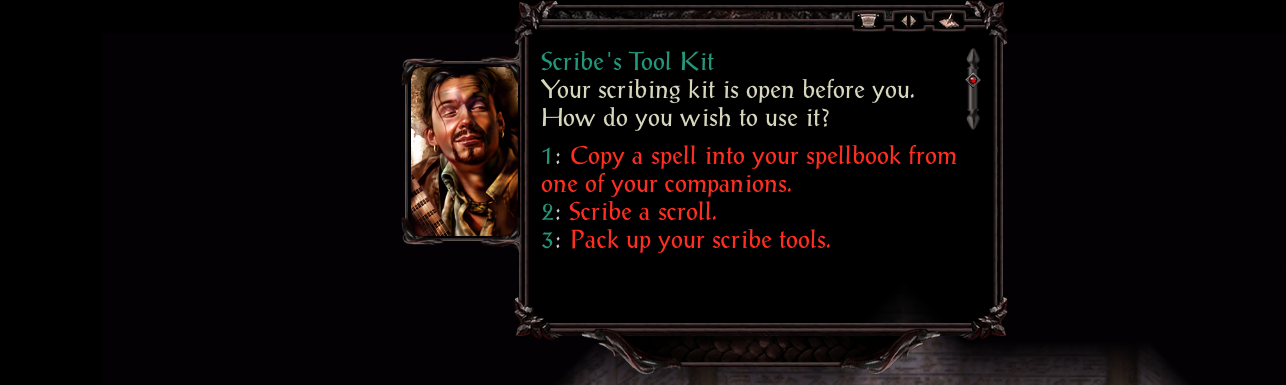 Scribe's Tool Kit
Your scribing kit is open before you.
How do you wish to use it?
1: Copy a spell into your spellbook from
one of your companions.
2: Scribe a scroll.
3: Pack up your scribe tools.